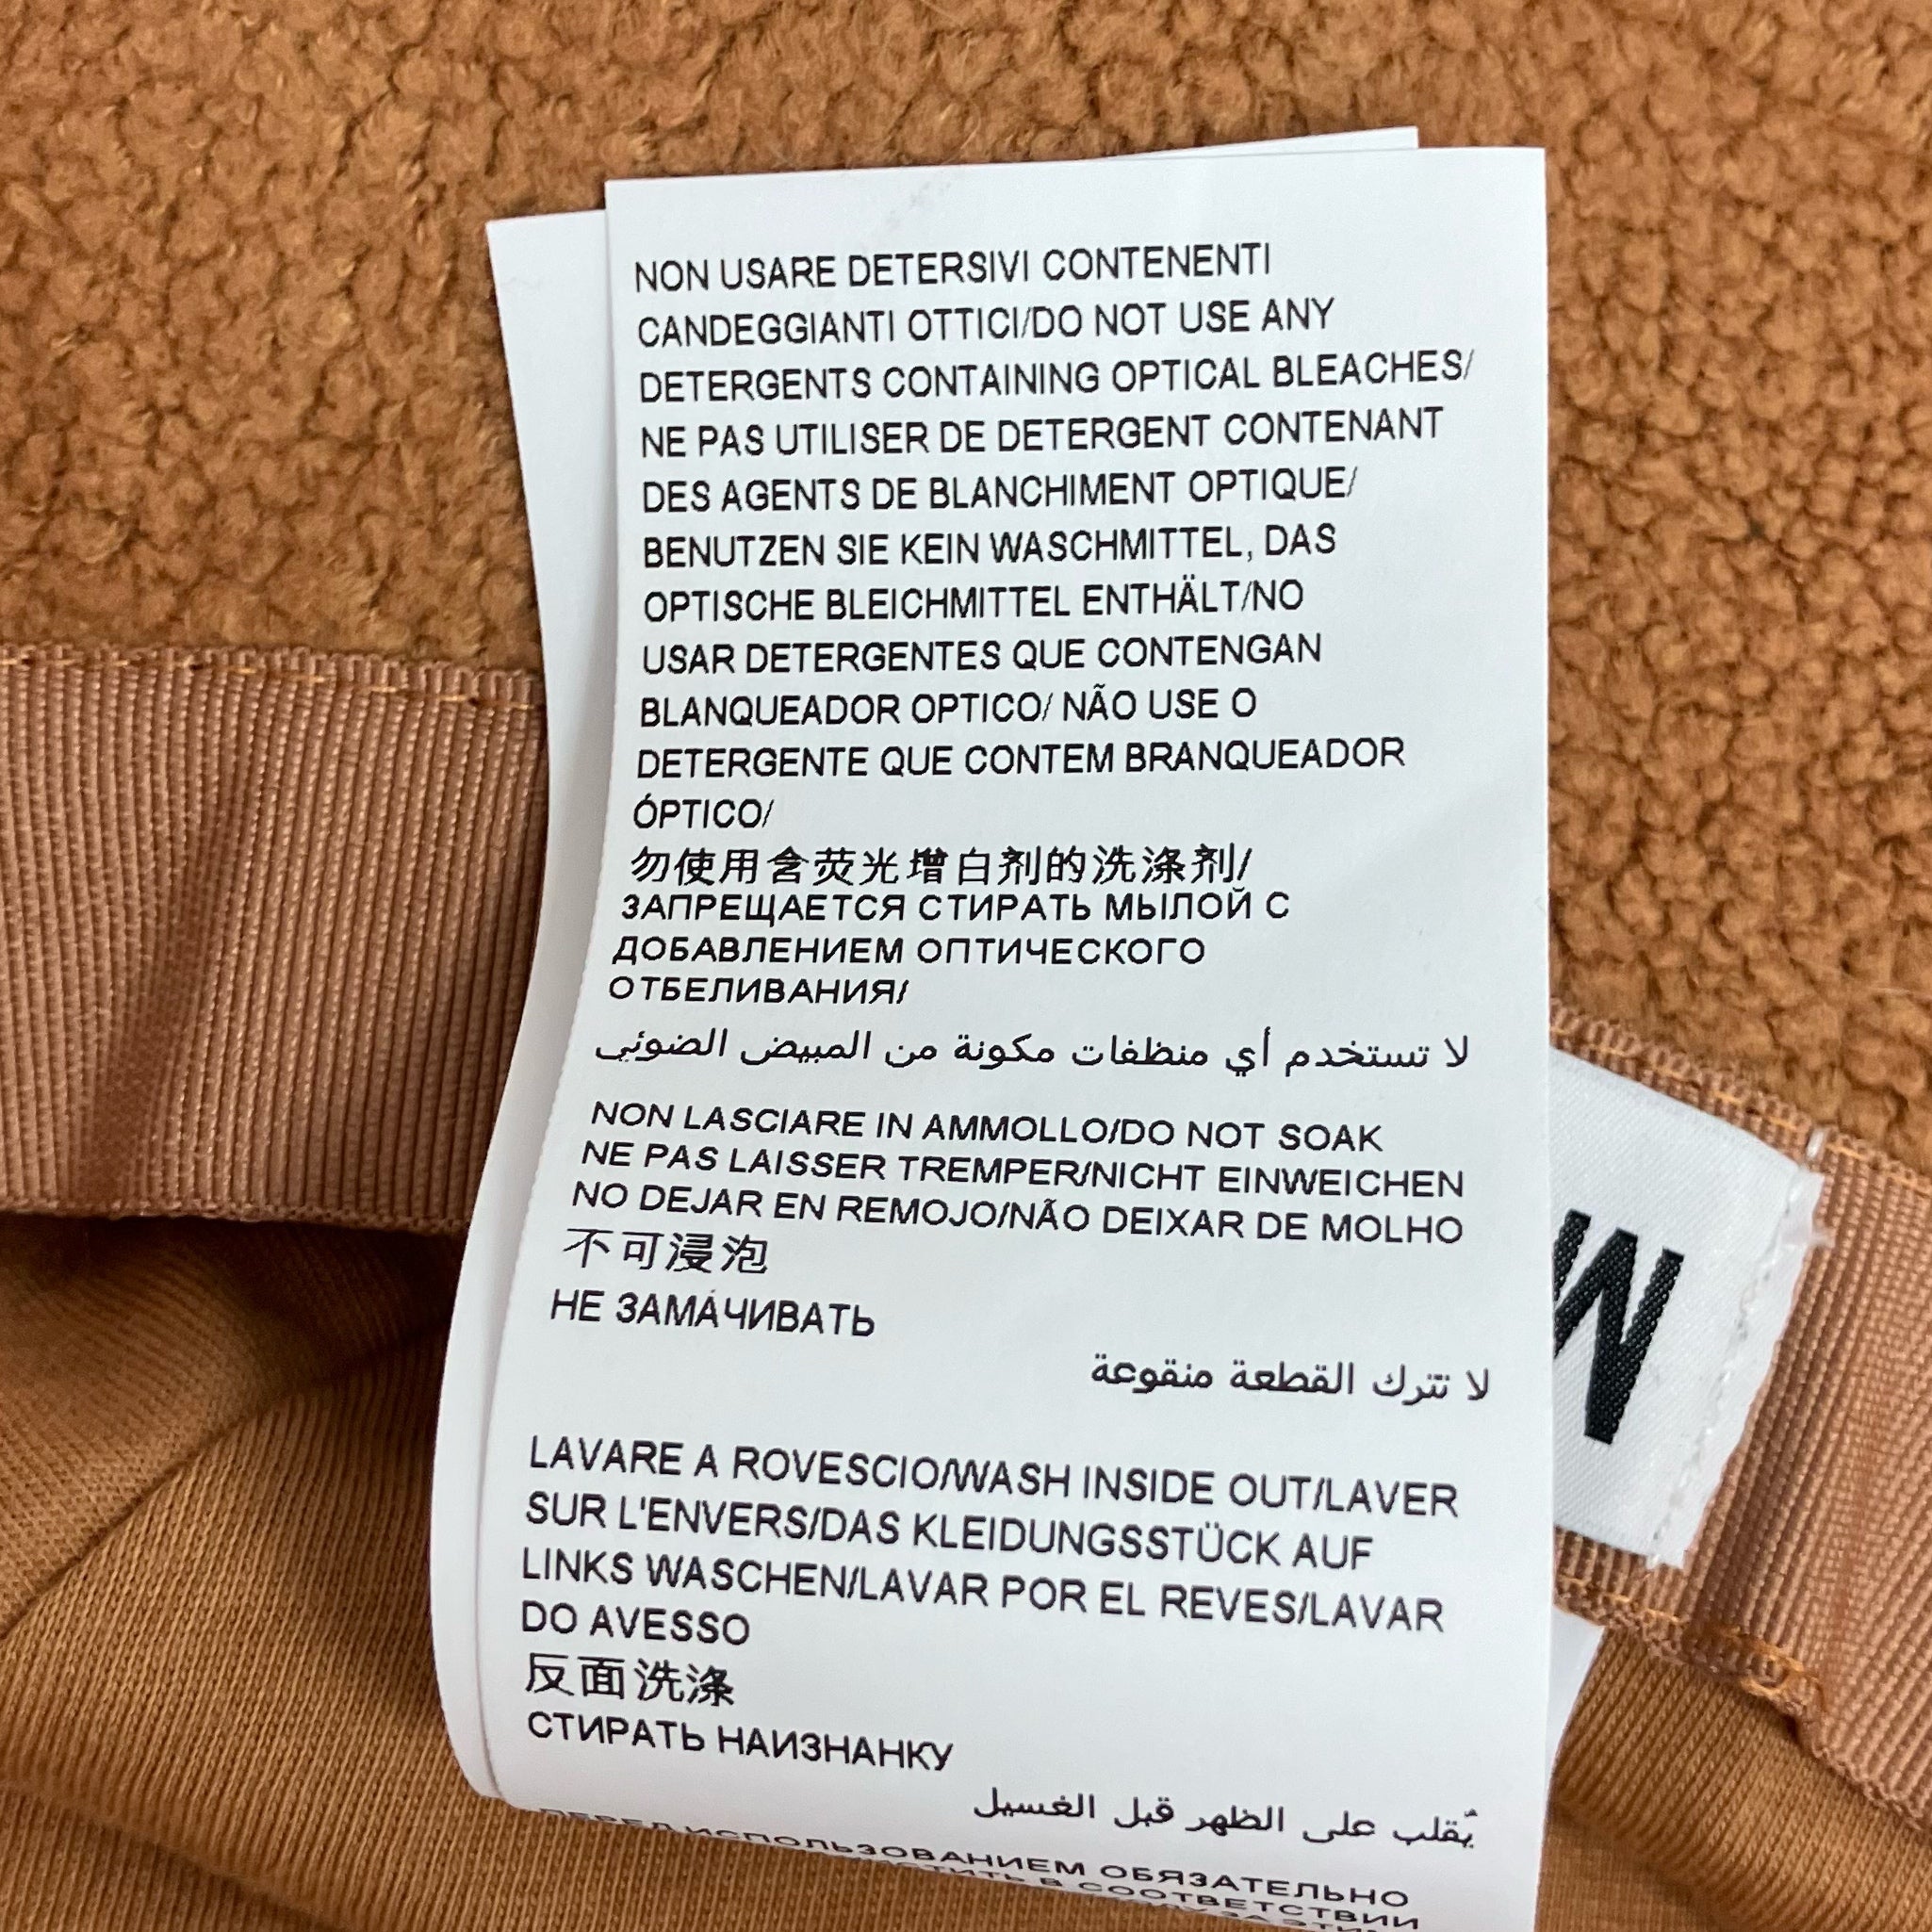 NON USARE DETERSIVI CONTENENTI
CANDEGGIANTI OTTICI/DO NOT USE ANY
DETERGENTS CONTAINING OPTICAL BLEACHES/
NE PAS UTILISER DE DETERGENT CONTENANT
DES AGENTS DE BLANCHIMENT OPTIQUE/
BENUTZEN SIE KEIN WASCHMITTEL, DAS
OPTISCHE BLEICHMITTEL ENTHÄLT/NO
USAR DETERGENTES QUE CONTENGAN
BLANQUEADOR OPTICO/ NÃO USE O
DETERGENTE QUE CONTEM BRANQUEADOR
ÓPTICO/
勿使用含荧光增白剂的洗涤剂/
ЗАПРЕЩАЕТСЯ СТИРАТЬ МЫЛОЙ С
ДОБАВЛЕНИЕМ ОПТИЧЕСКОГО
ОТБЕЛИВАНИЯ/
لا تستخدم أي منظفات مكونة من المبيض الضوئي
NON LASCIARE IN AMMOLLO/DO NOT SOAK
NE PAS LAISSER TREMPER/NICHT EINWEICHEN
NO DEJAR EN REMOJO/NÃO DEIXAR DE MOLHO
不可浸泡
НЕ ЗАМА́ЧИВАТЬ
لا تترك القطعة منقوعة
LAVARE A ROVESCIO/WASH INSIDE OUT/LAVER
SUR L'ENVERS/DAS KLEIDUNGSSTÜCK AUF
LINKS WASCHEN/LAVAR POR EL REVES/LAVAR
DO AVESSO
反面洗涤
СТИРАТЬ НАИЗНАНКУ
يُقلب على الظهر قبل الغسيل
ПЕРЕД ИСПОЛЬЗОВАНИЕМ ОБЯЗАТЕЛЬНО
В СООТВЕТСТВИИ
M